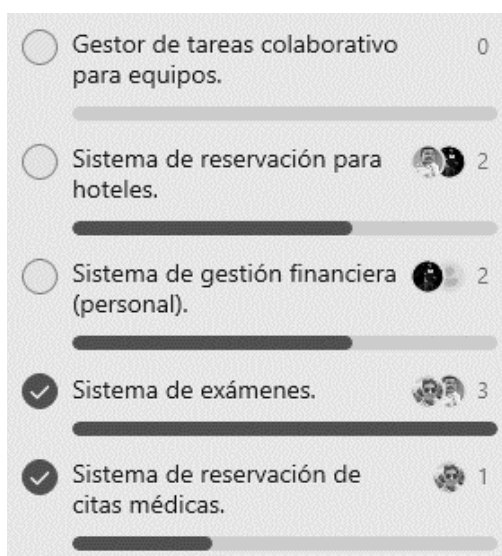 Gestor de tareas colaborativo 0
para equipos.
Sistema de reservación para 2
hoteles.
Sistema de gestión financiera 2
(personal).
Sistema de exámenes. 3
Sistema de reservación de 1
citas médicas.